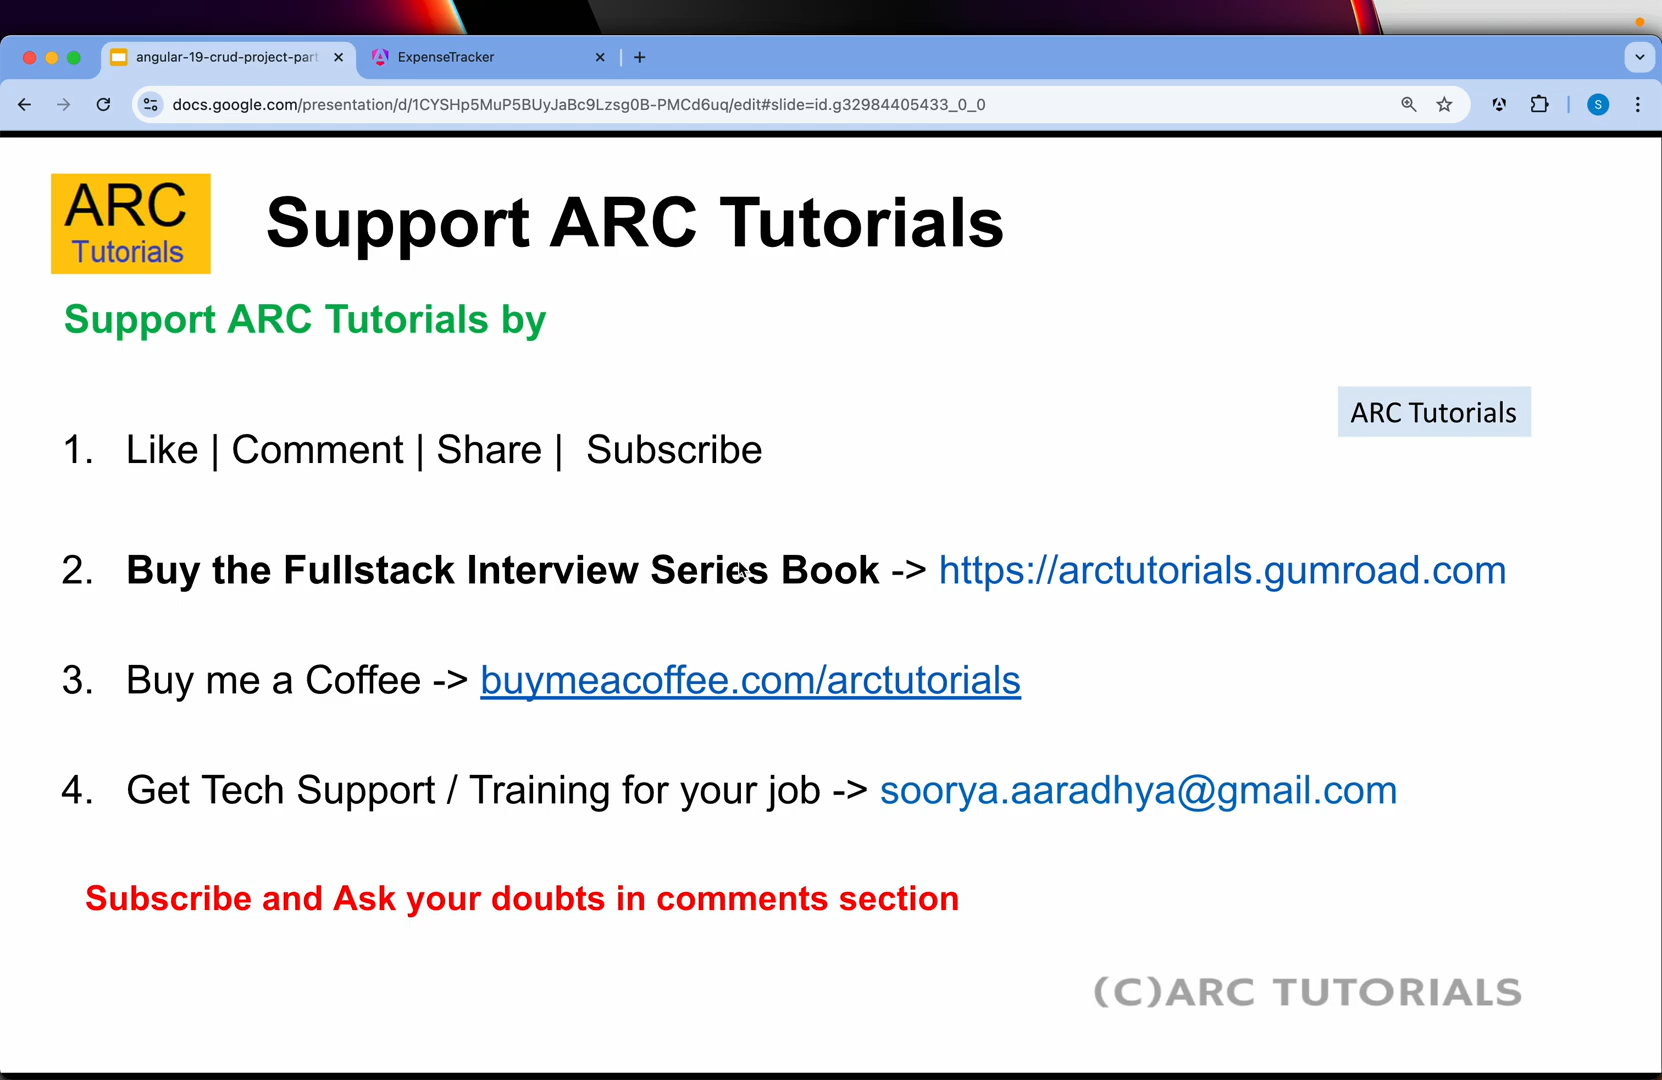 angular-19-crud-project-part
ExpenseTracker
docs.google.com/presentation/d/1CYSHp5MuP5BUyJaBc9Lzsg0B-PMCd6uq/edit#slide=id.g32984405433_0_0
S
ARC
Tutorials
Support ARC Tutorials
Support ARC Tutorials by
ARC Tutorials
1. Like | Comment | Share | Subscribe
2. Buy the Fullstack Interview Series Book -> https://arctutorials.gumroad.com
3. Buy me a Coffee -> buymeacoffee.com/arctutorials
4. Get Tech Support / Training for your job -> soorya.aaradhya@gmail.com
Subscribe and Ask your doubts in comments section
(C)ARC TUTORIALS